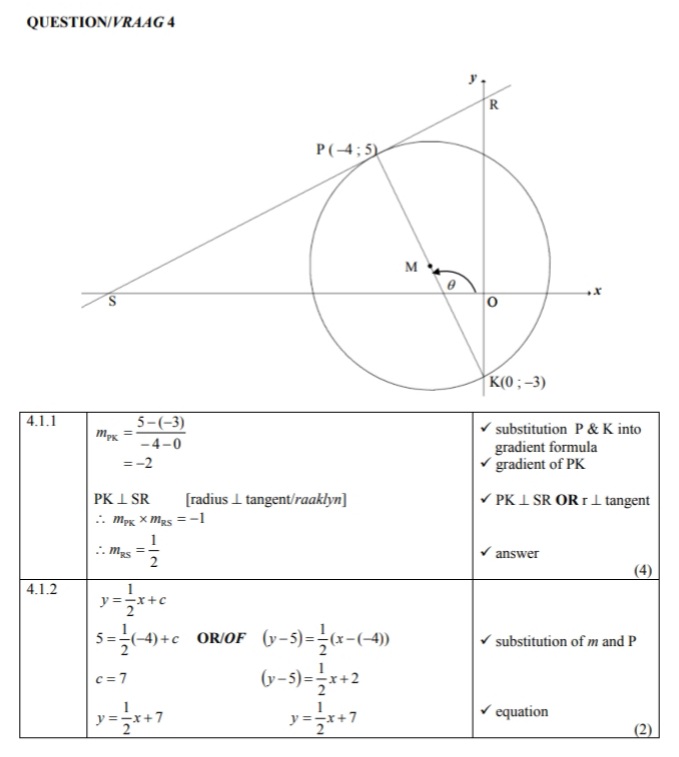 QUESTION/VRAAG 4
y
R
P(–4 ; 5)
M
θ
x
S
O
K(0 ; –3)
4.1.1
m_PK = (5 – (–3))/(–4 – 0)
= –2
PK ⊥ SR [radius ⊥ tangent/raaklyn]
∴ m_PK × m_RS = –1
∴ m_RS = 1/2
✓ substitution P & K into
gradient formula
✓ gradient of PK
✓ PK ⊥ SR OR r ⊥ tangent
✓ answer
(4)
4.1.2
y = 1/2 x + c
5 = 1/2 (–4) + c OR/OF (y – 5) = 1/2 (x – (–4))
c = 7 (y – 5) = 1/2 x + 2
y = 1/2 x + 7 y = 1/2 x + 7
✓ substitution of m and P
✓ equation
(2)